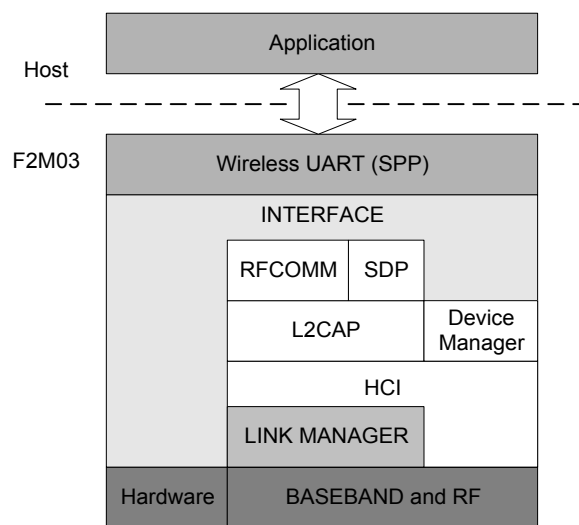 Application
Host
F2M03
Wireless UART (SPP)
INTERFACE
RFCOMM
SDP
L2CAP
Device
Manager
HCI
LINK MANAGER
Hardware
BASEBAND and RF